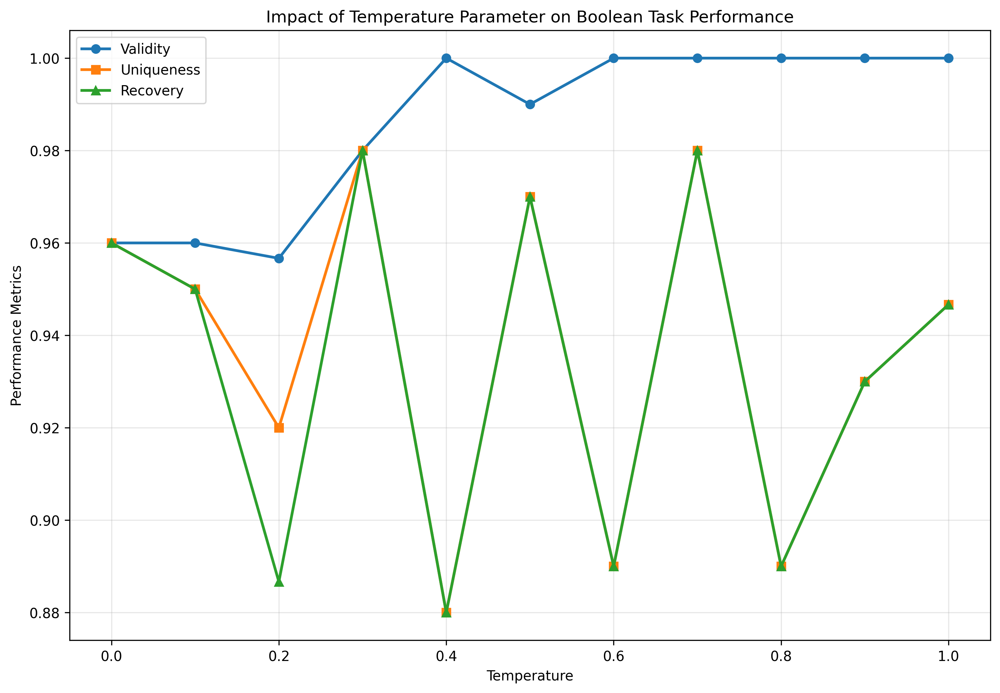 Impact of Temperature Parameter on Boolean Task Performance
Validity
Uniqueness
Recovery
1.00
0.98
0.96
0.94
0.92
0.90
0.88
Performance Metrics
0.0
0.2
0.4
0.6
0.8
1.0
Temperature